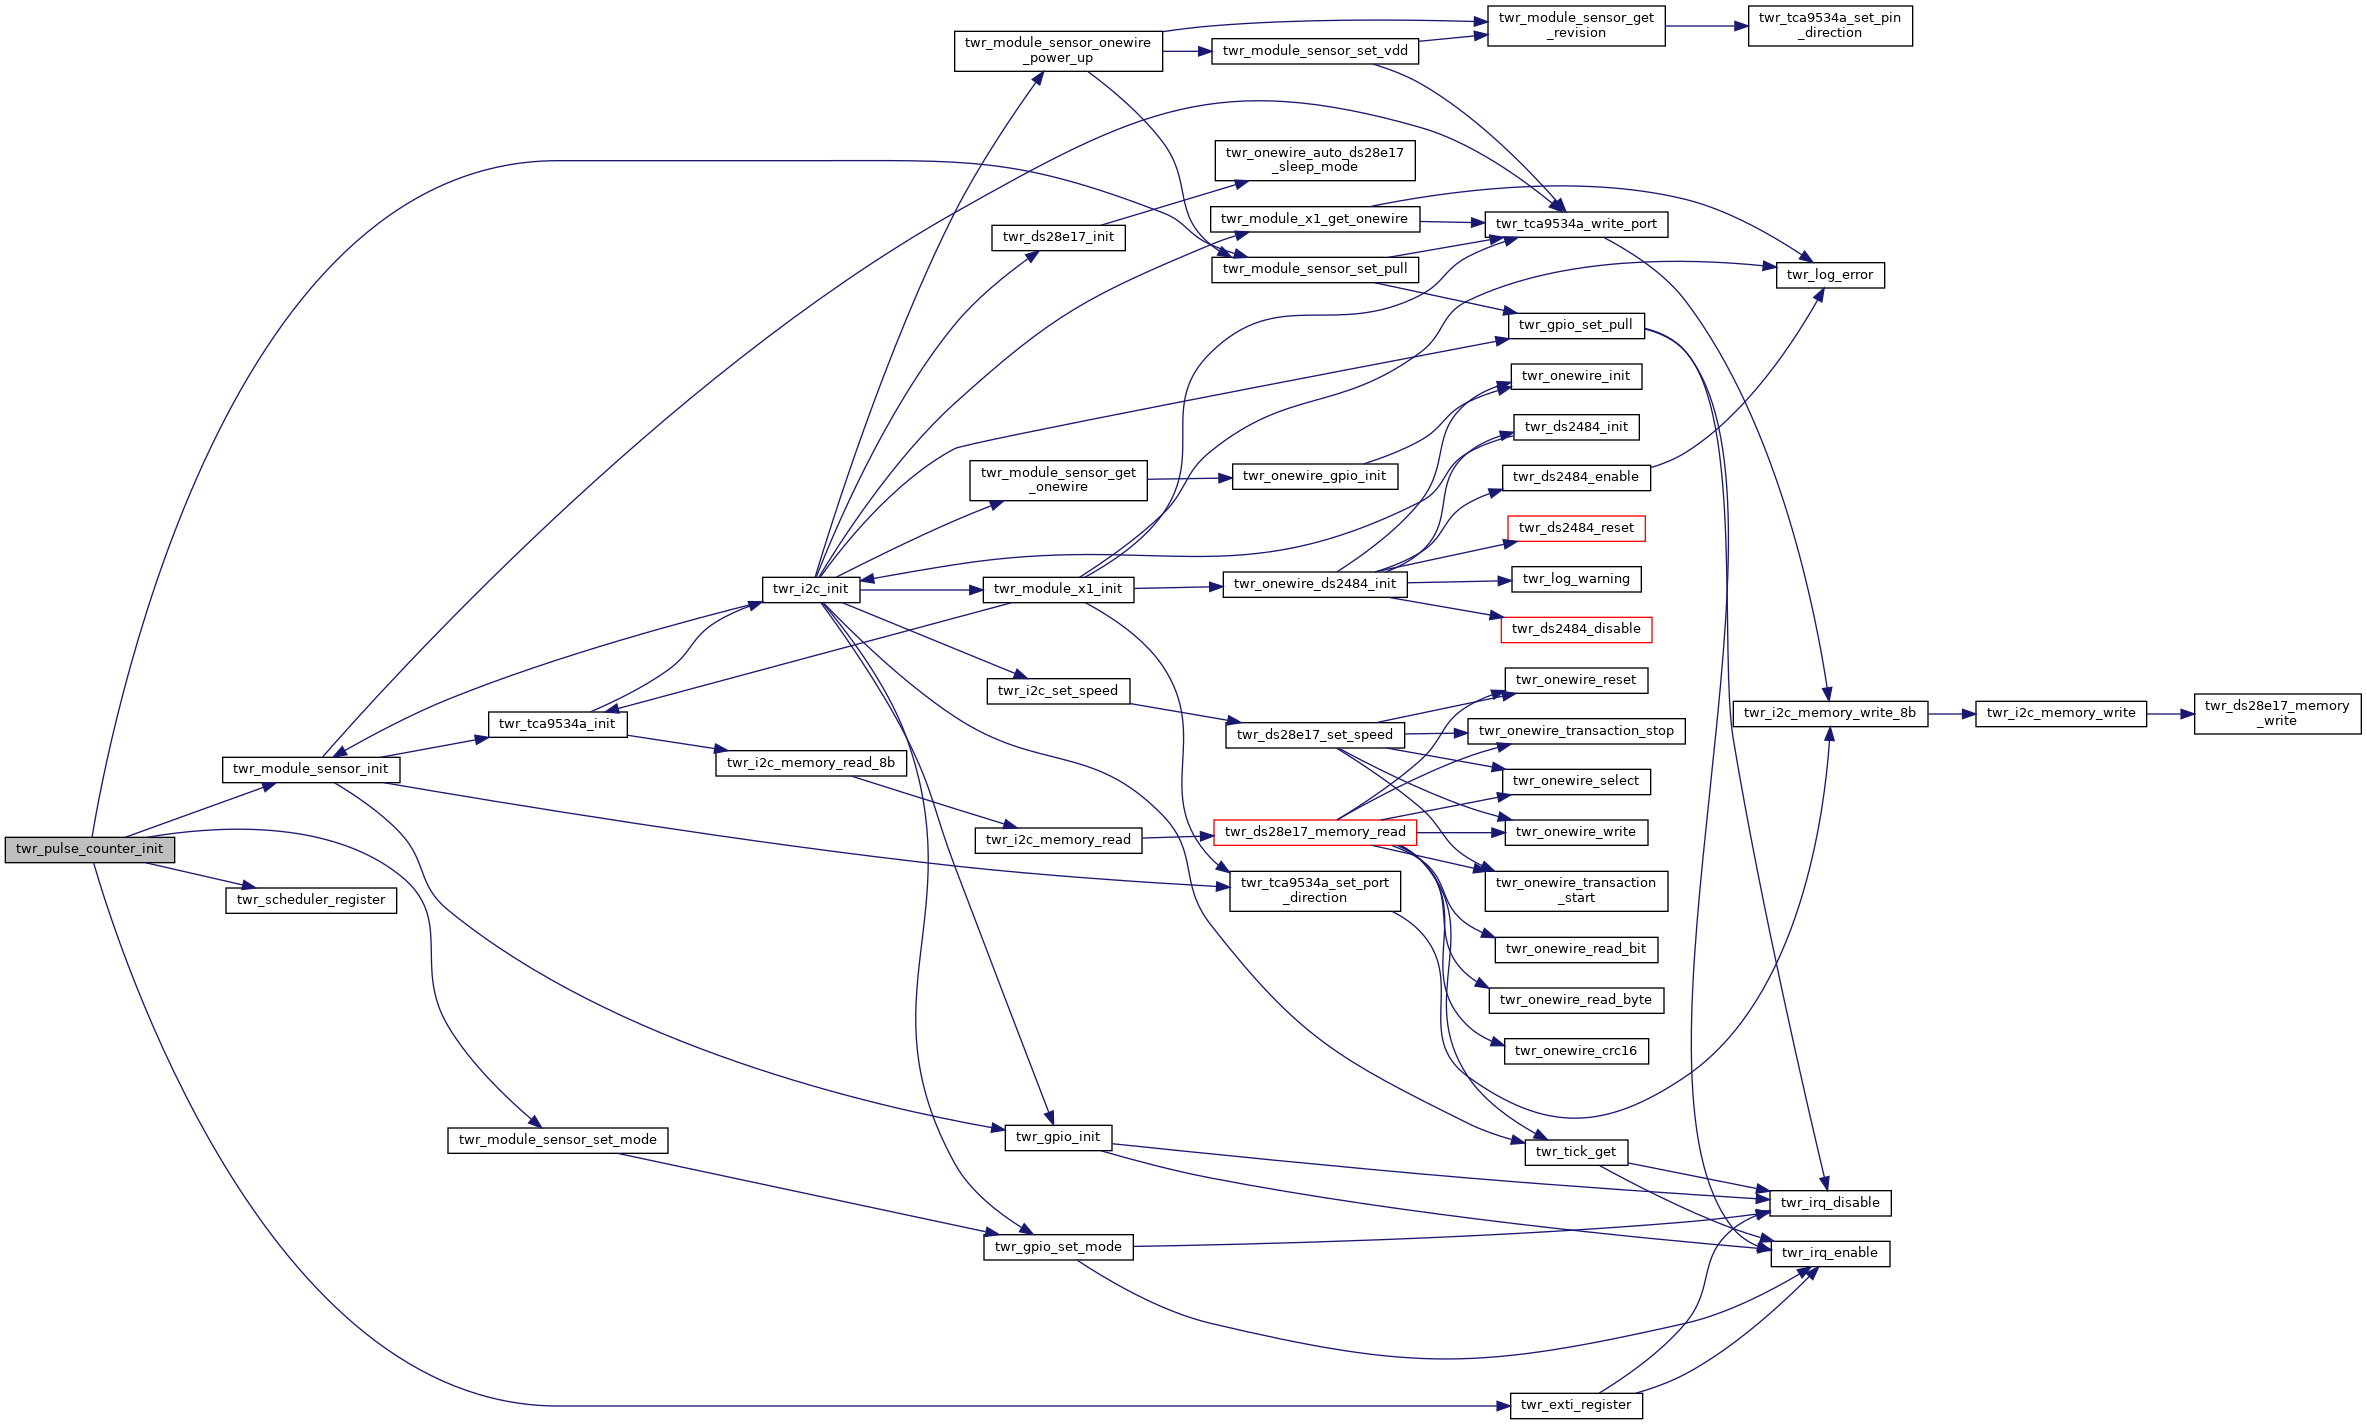 twr_pulse_counter_init
twr_module_sensor_init
twr_scheduler_register
twr_tca9534a_init
twr_module_sensor_set_mode
twr_i2c_init
twr_i2c_memory_read_8b
twr_module_sensor_onewire
_power_up
twr_ds28e17_init
twr_module_sensor_get
_onewire
twr_module_x1_init
twr_i2c_set_speed
twr_i2c_memory_read
twr_gpio_init
twr_gpio_set_mode
twr_module_sensor_set_vdd
twr_onewire_auto_ds28e17
_sleep_mode
twr_module_x1_get_onewire
twr_module_sensor_set_pull
twr_onewire_gpio_init
twr_onewire_ds2484_init
twr_ds28e17_set_speed
twr_ds28e17_memory_read
twr_tca9534a_set_port
_direction
twr_module_sensor_get
_revision
twr_tca9534a_write_port
twr_gpio_set_pull
twr_onewire_init
twr_ds2484_init
twr_ds2484_enable
twr_ds2484_reset
twr_log_warning
twr_ds2484_disable
twr_onewire_reset
twr_onewire_transaction_stop
twr_onewire_select
twr_onewire_write
twr_onewire_transaction
_start
twr_onewire_read_bit
twr_onewire_read_byte
twr_onewire_crc16
twr_tick_get
twr_exti_register
twr_tca9534a_set_pin
_direction
twr_log_error
twr_i2c_memory_write_8b
twr_irq_disable
twr_irq_enable
twr_i2c_memory_write
twr_ds28e17_memory
_write